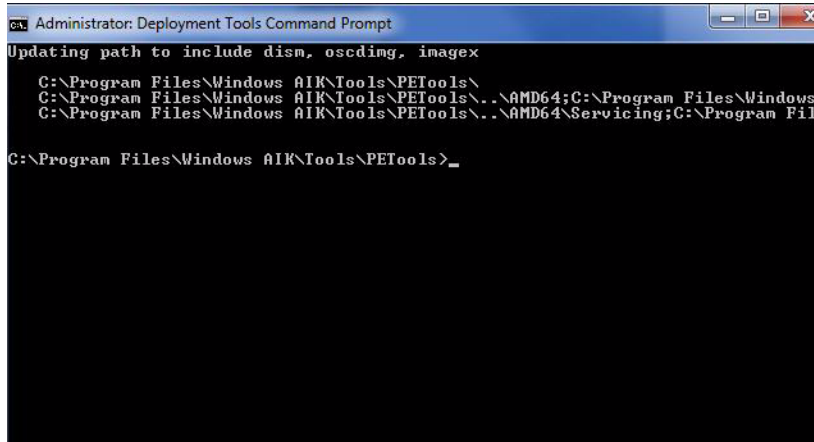 Administrator: Deployment Tools Command Prompt
Updating path to include dism, oscdimg, imagex
C:\Program Files\Windows AIK\Tools\PETools\
C:\Program Files\Windows AIK\Tools\PETools\..\AMD64;C:\Program Files\Windows
C:\Program Files\Windows AIK\Tools\PETools\..\AMD64\Servicing;C:\Program Fil
C:\Program Files\Windows AIK\Tools\PETools>_